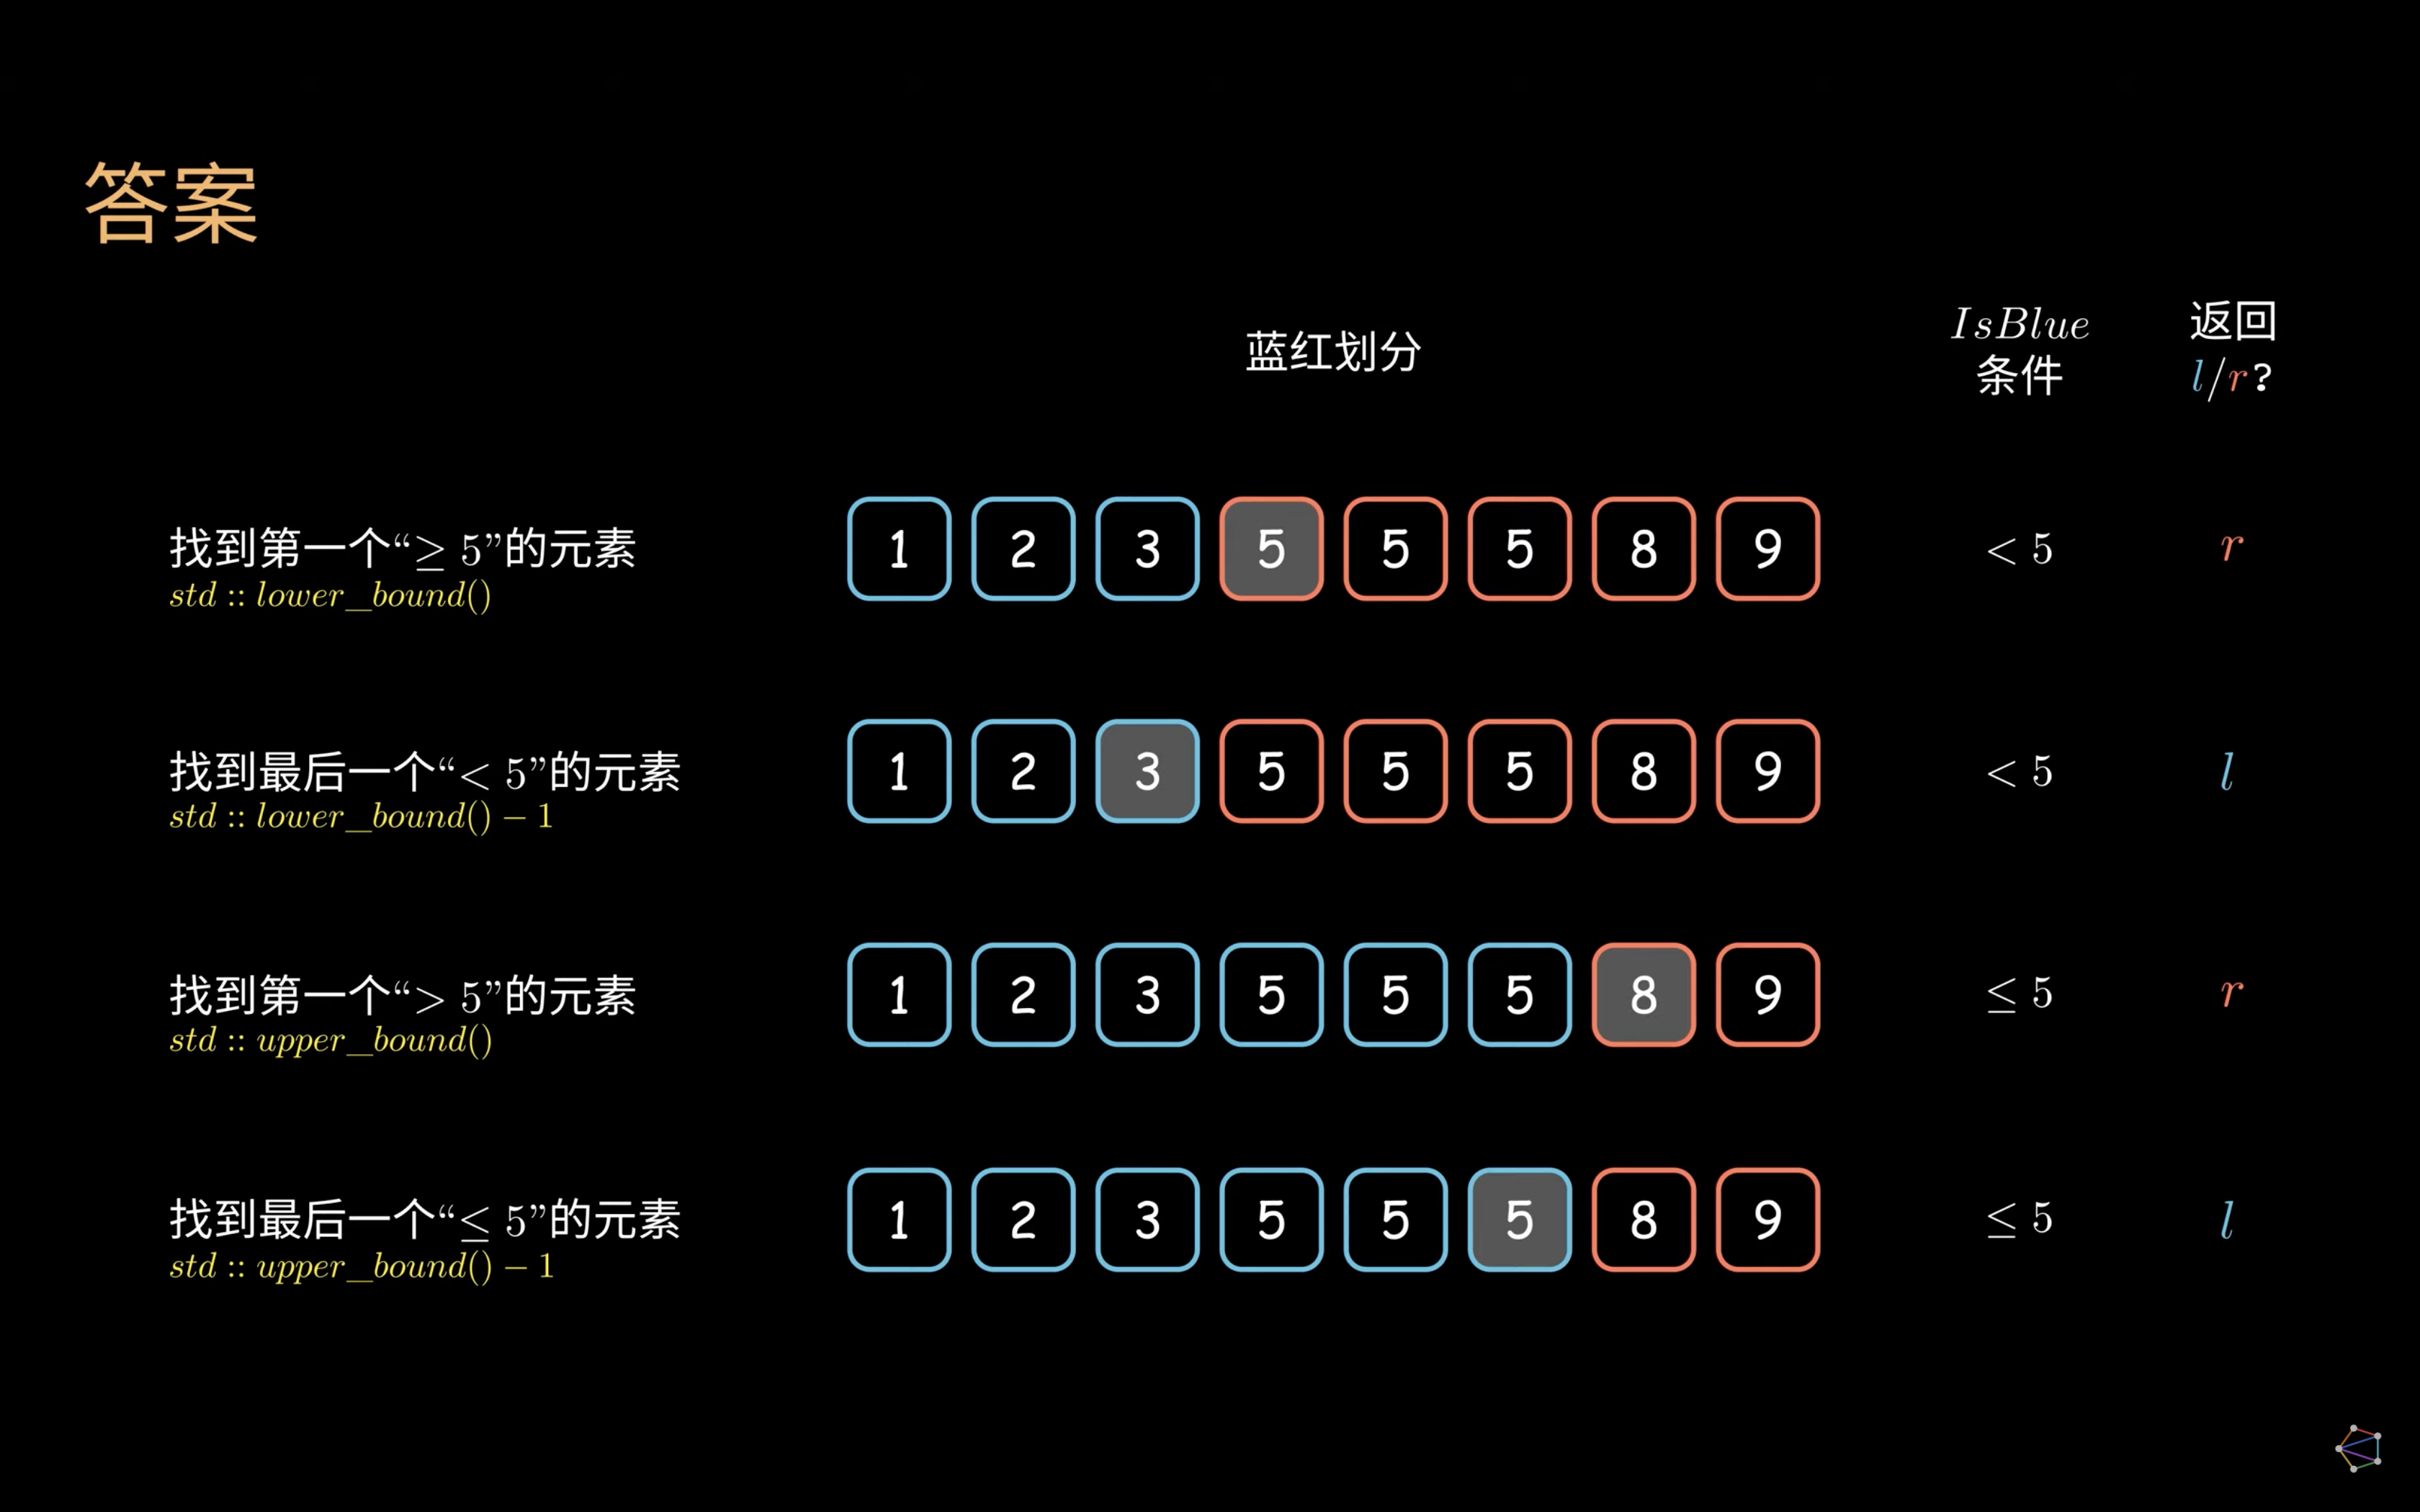 答案
蓝红划分
IsBlue
条件
返回
l/r?
找到第一个“≥ 5”的元素
std :: lower_bound()
1 2 3 5 5 5 8 9
< 5
r
找到最后一个“< 5”的元素
std :: lower_bound() − 1
1 2 3 5 5 5 8 9
< 5
l
找到第一个“> 5”的元素
std :: upper_bound()
1 2 3 5 5 5 8 9
≤ 5
r
找到最后一个“≤ 5”的元素
std :: upper_bound() − 1
1 2 3 5 5 5 8 9
≤ 5
l